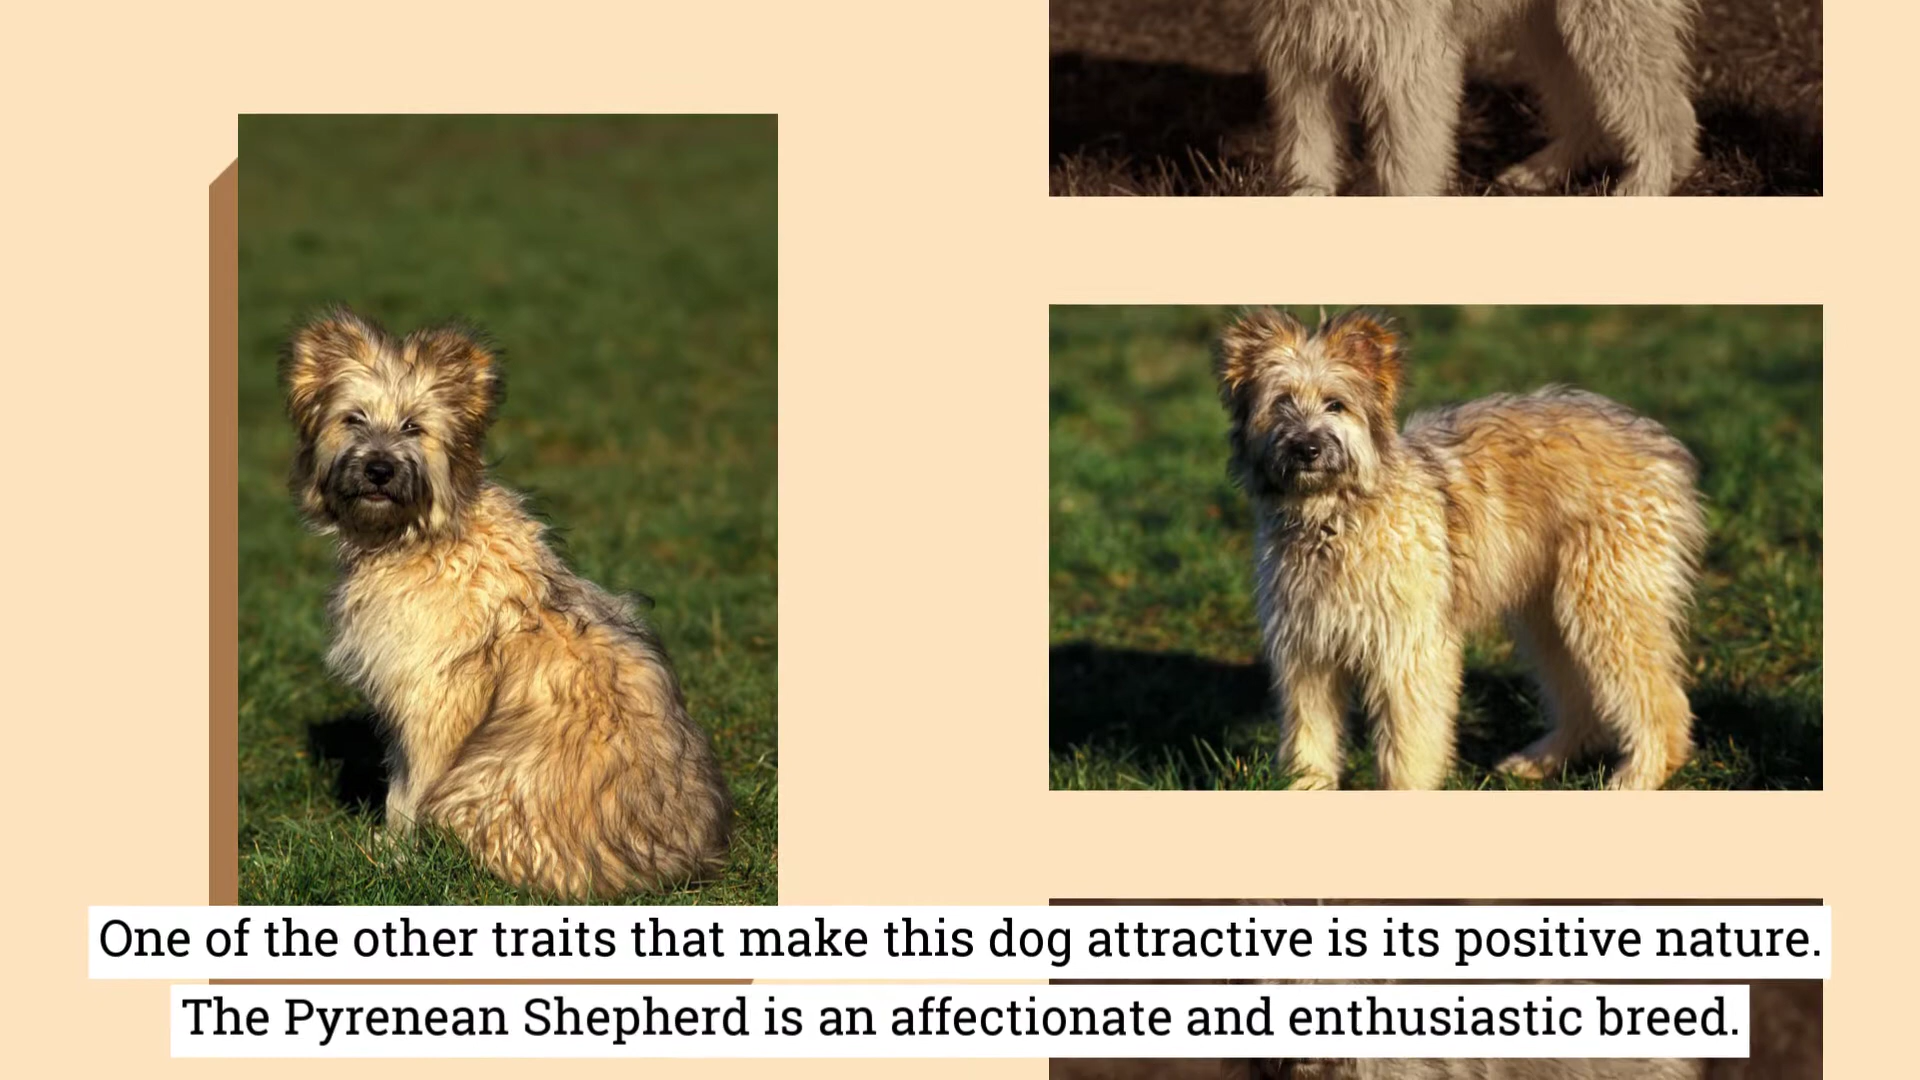 One of the other traits that make this dog attractive is its positive nature.
The Pyrenean Shepherd is an affectionate and enthusiastic breed.